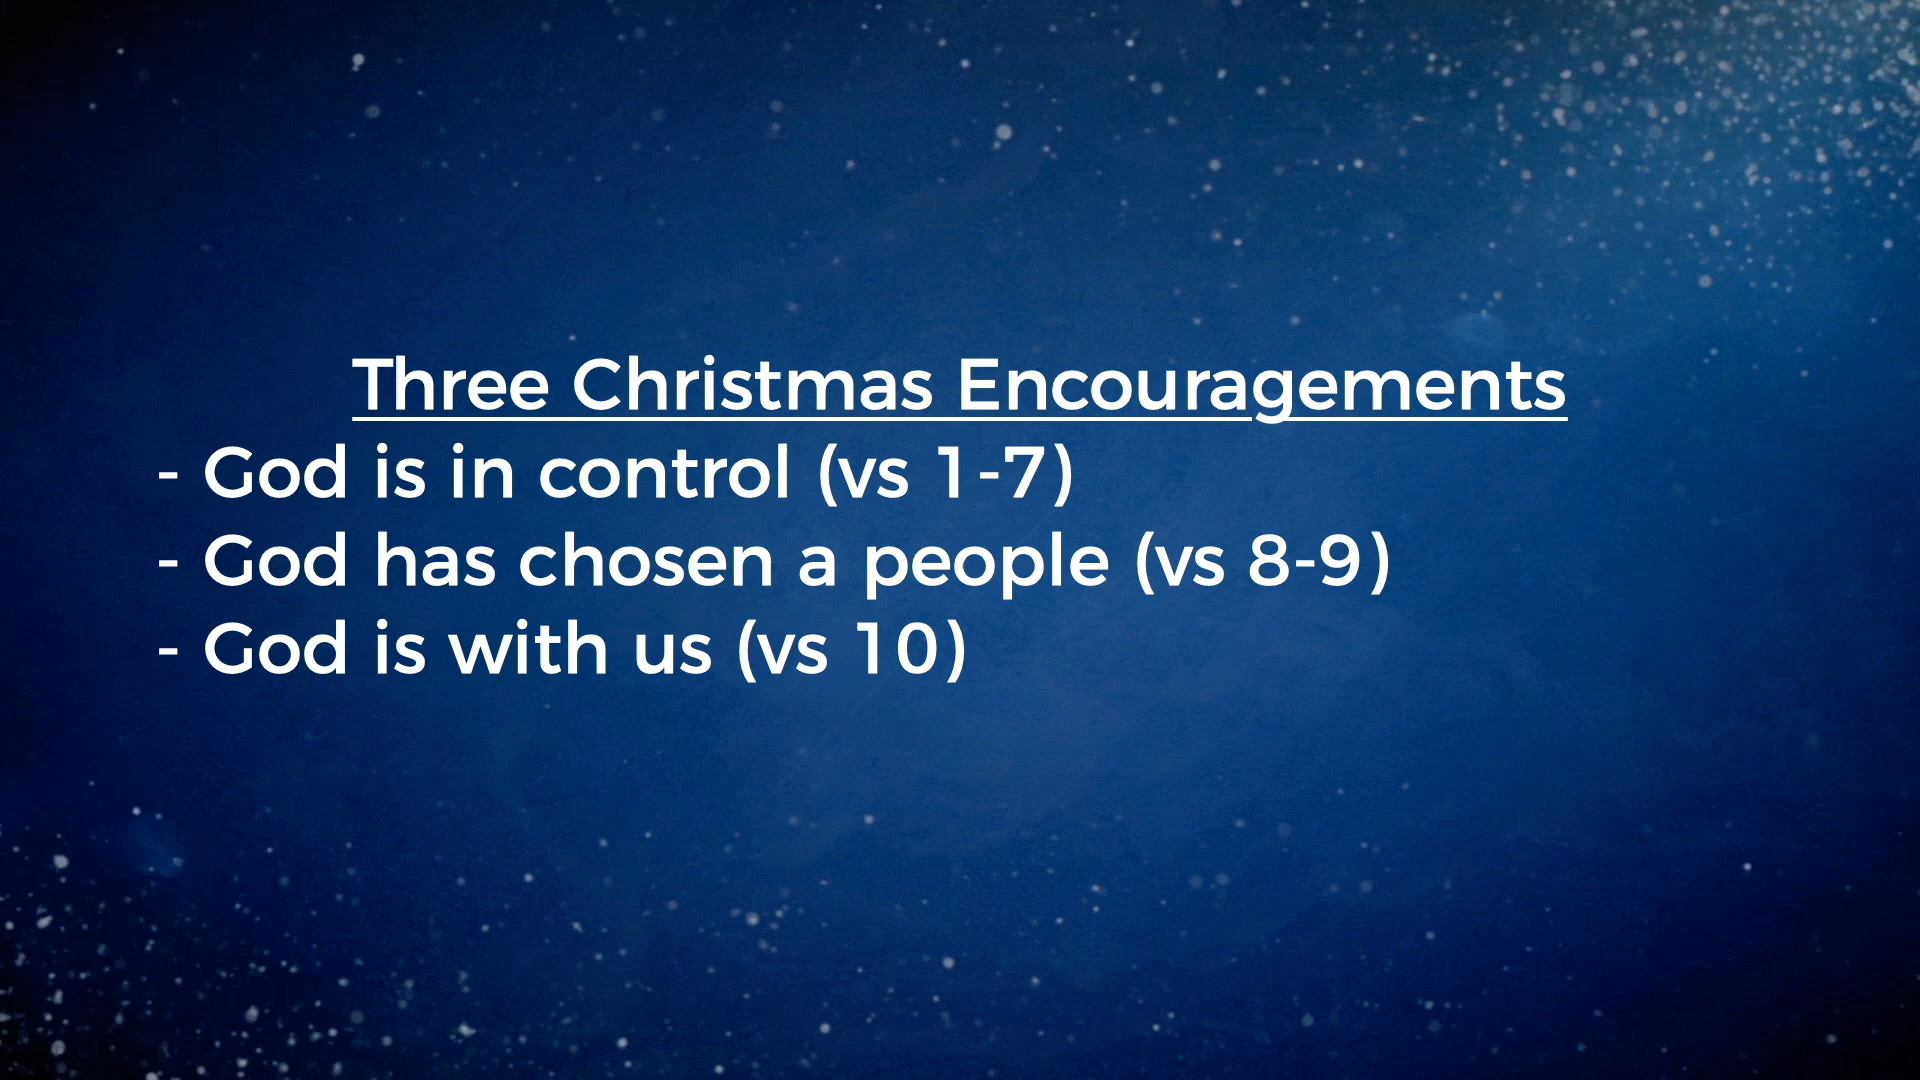 Three Christmas Encouragements
- God is in control (vs 1-7)
- God has chosen a people (vs 8-9)
- God is with us (vs 10)